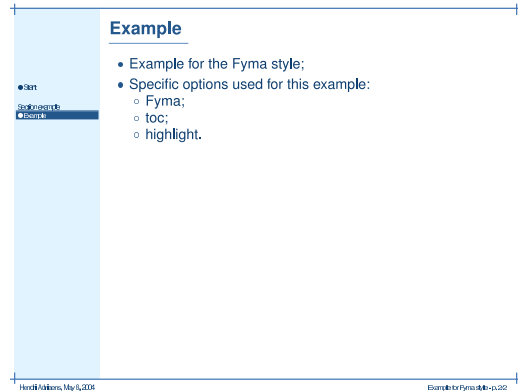 Example
● Start
Section example
● Example
• Example for the Fyma style;
• Specific options used for this example:
◦ Fyma;
◦ toc;
◦ highlight.
Hendri Adriaens, May 8, 2004
Example for Fyma style - p. 2/2